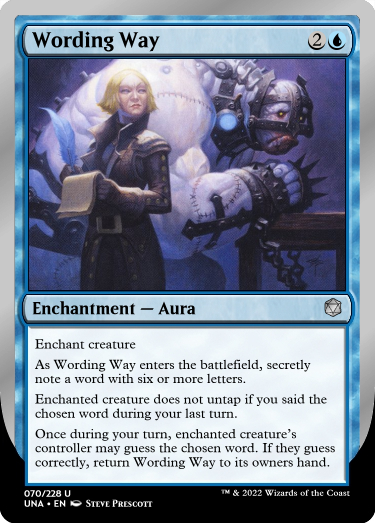 Wording Way 2
Enchantment — Aura
Enchant creature
As Wording Way enters the battlefield, secretly
note a word with six or more letters.
Enchanted creature does not untap if you said the
chosen word during your last turn.
Once during your turn, enchanted creature's
controller may guess the chosen word. If they guess
correctly, return Wording Way to its owners hand.
070/228 U
UNA • EN Steve Prescott
™ & 2022 Wizards of the Coast